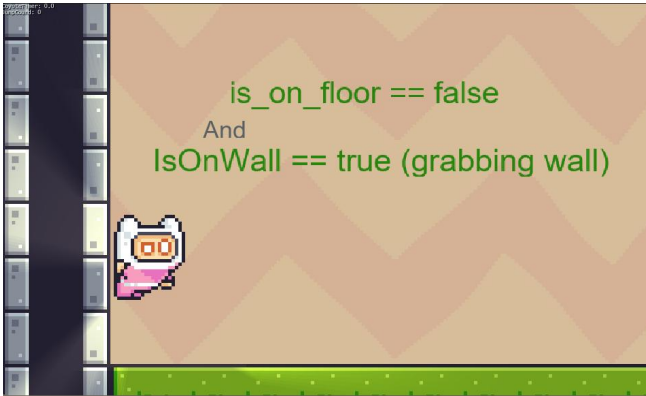 is_on_floor == false
And
IsOnWall == true (grabbing wall)